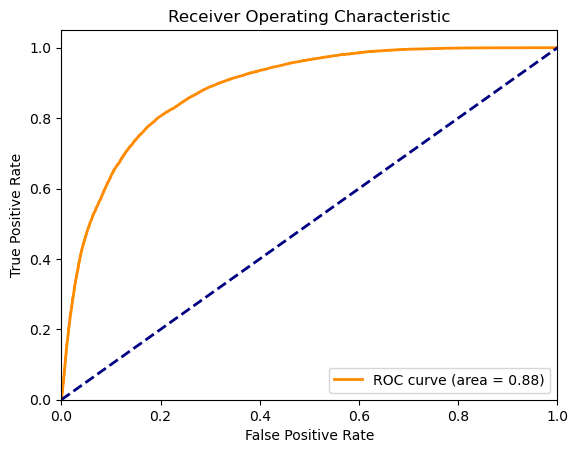 Receiver Operating Characteristic
True Positive Rate
1.0
0.8
0.6
0.4
0.2
0.0
ROC curve (area = 0.88)
0.0 0.2 0.4 0.6 0.8 1.0
False Positive Rate